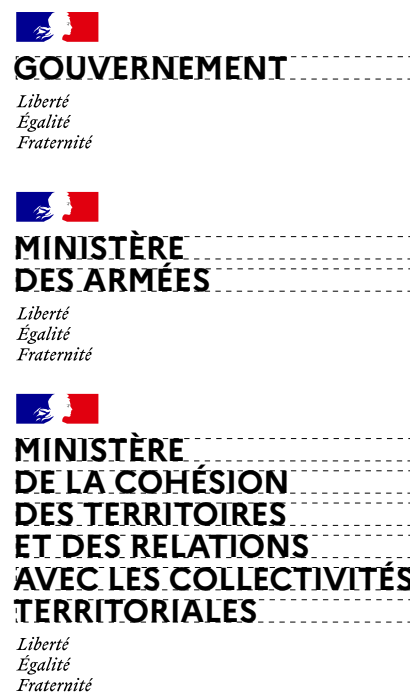 GOUVERNEMENT
Liberté
Égalité
Fraternité
MINISTÈRE
DES ARMÉES
Liberté
Égalité
Fraternité
MINISTÈRE
DE LA COHÉSION
DES TERRITOIRES
ET DES RELATIONS
AVEC LES COLLECTIVITÉS
TERRITORIALES
Liberté
Égalité
Fraternité